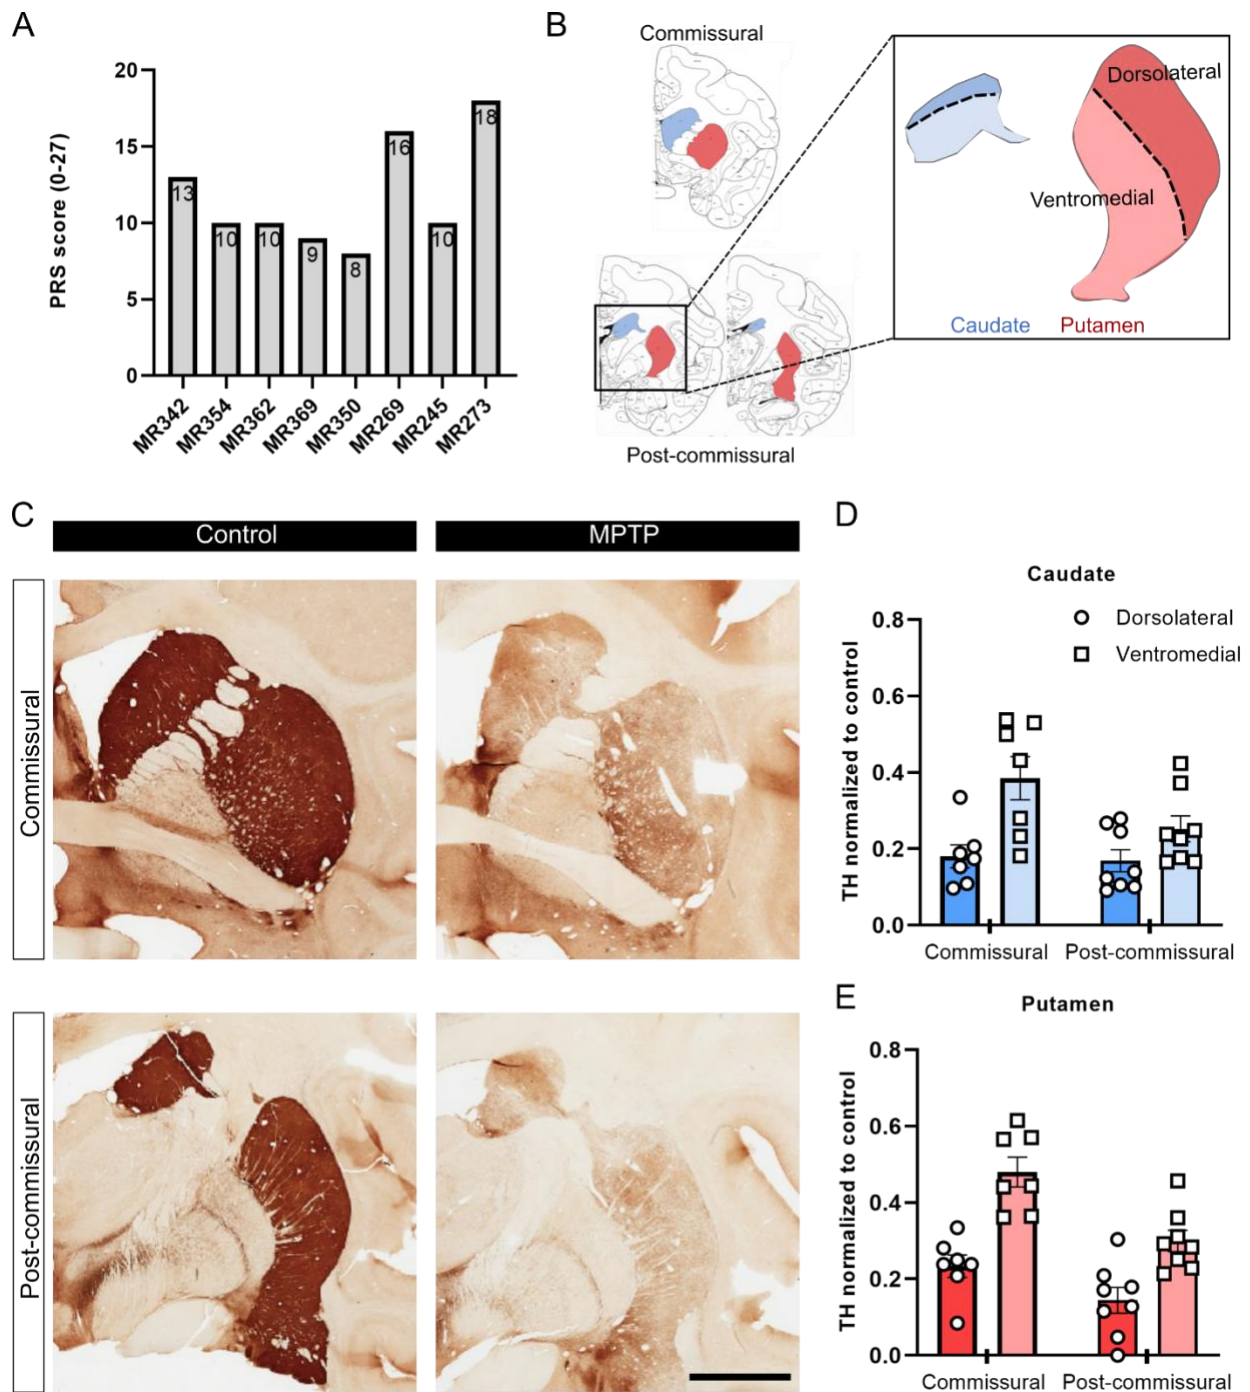 A
PRS score (0-27)
20
15
10
5
0
13
10
10
9
8
16
10
18
MR342
MR354
MR362
MR369
MR350
MR269
MR245
MR273
B
Commissural
Post-commissural
Dorsolateral
Ventromedial
Caudate Putamen
C
Control MPTP
Commissural
Post-commissural
D
Caudate
Dorsolateral
Ventromedial
TH normalized to control
0.8
0.6
0.4
0.2
0.0
Commissural Post-commissural
E
Putamen
TH normalized to control
0.8
0.6
0.4
0.2
0.0
Commissural Post-commissural